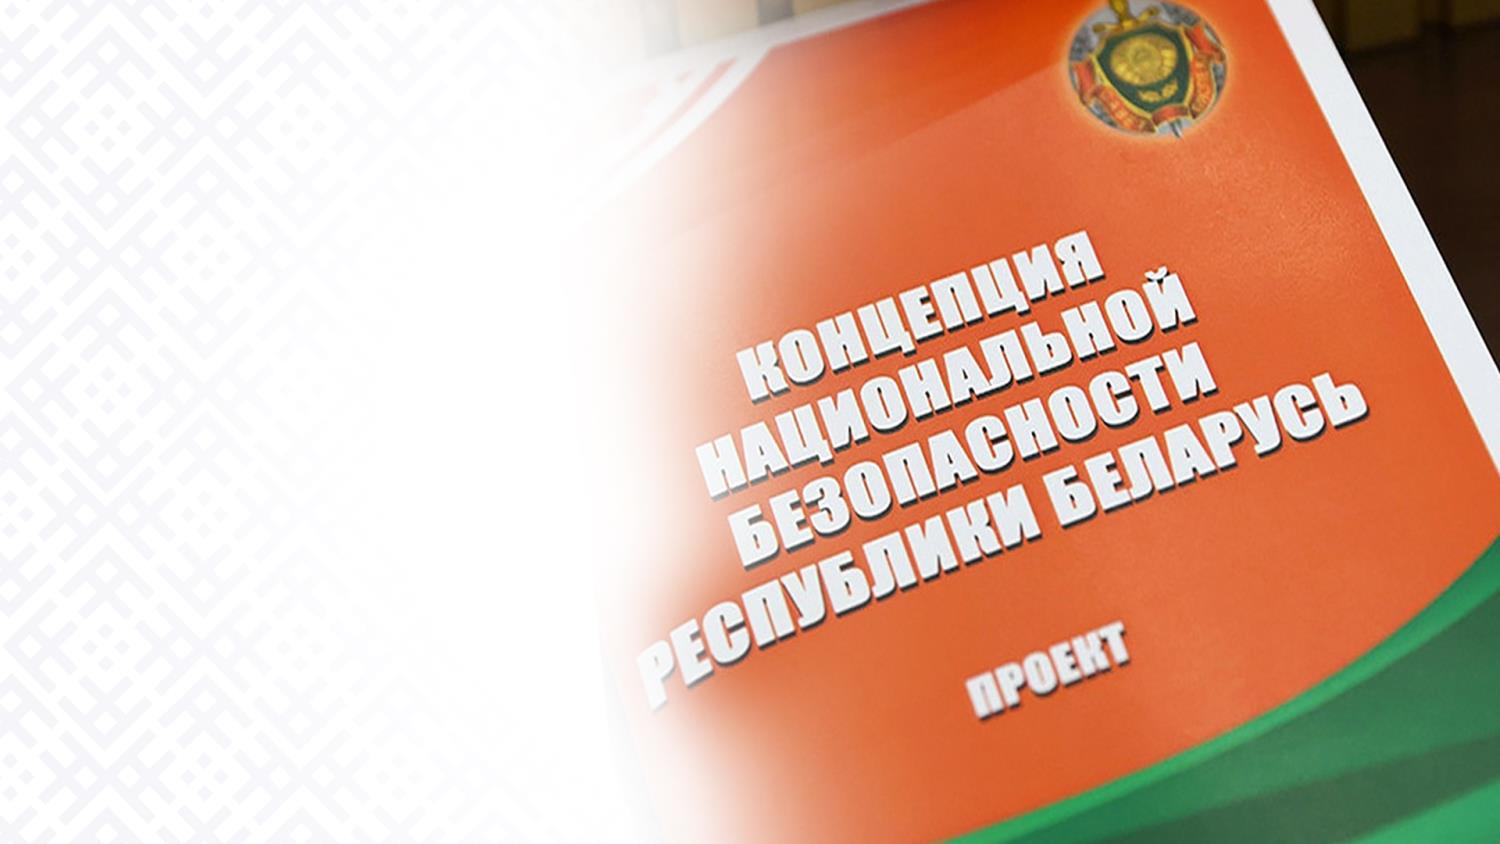 КОНЦЕПЦИЯ
НАЦИОНАЛЬНОЙ
БЕЗОПАСНОСТИ
РЕСПУБЛИКИ БЕЛАРУСЬ
ПРОЕКТ